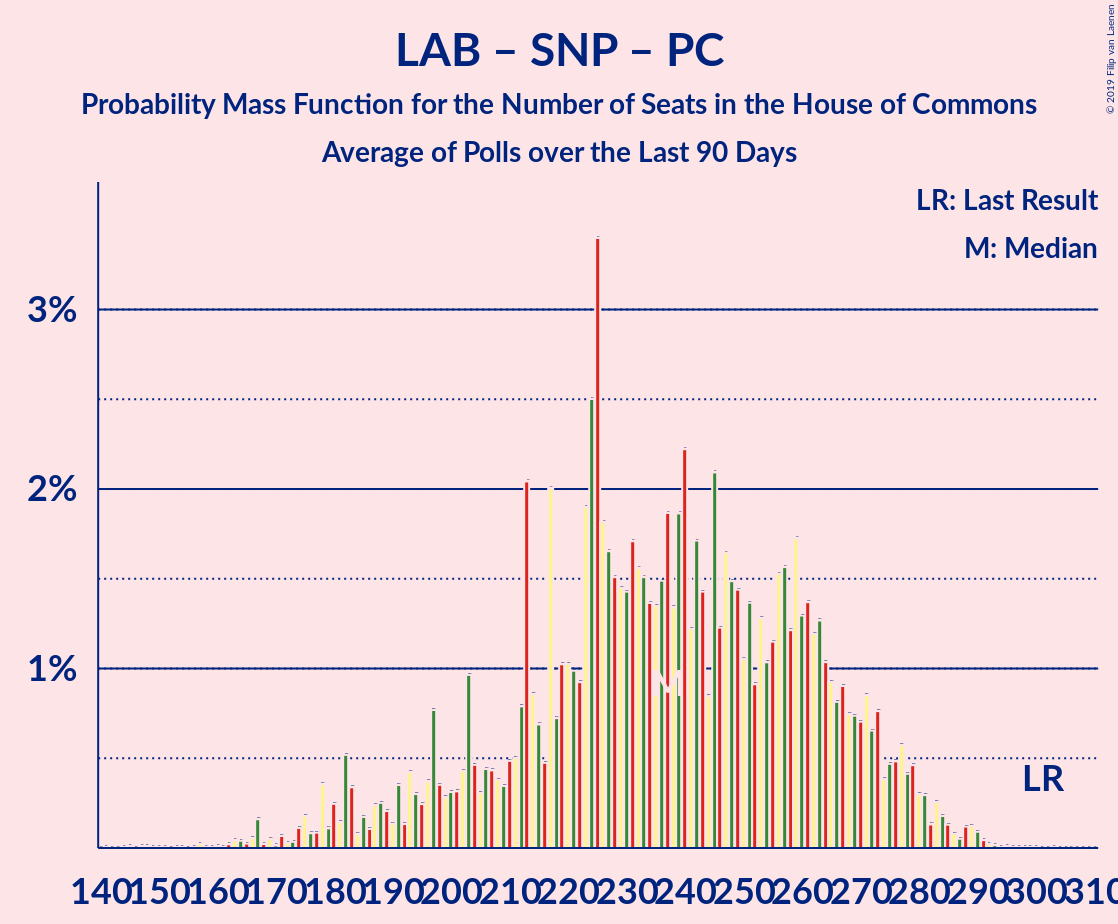 LAB – SNP – PC
Probability Mass Function for the Number of Seats in the House of Commons
Average of Polls over the Last 90 Days
© 2019 Filip van Laenen
LR: Last Result
M: Median
3%
2%
1%
M
LR
140 150 160 170 180 190 200 210 220 230 240 250 260 270 280 290 300 310